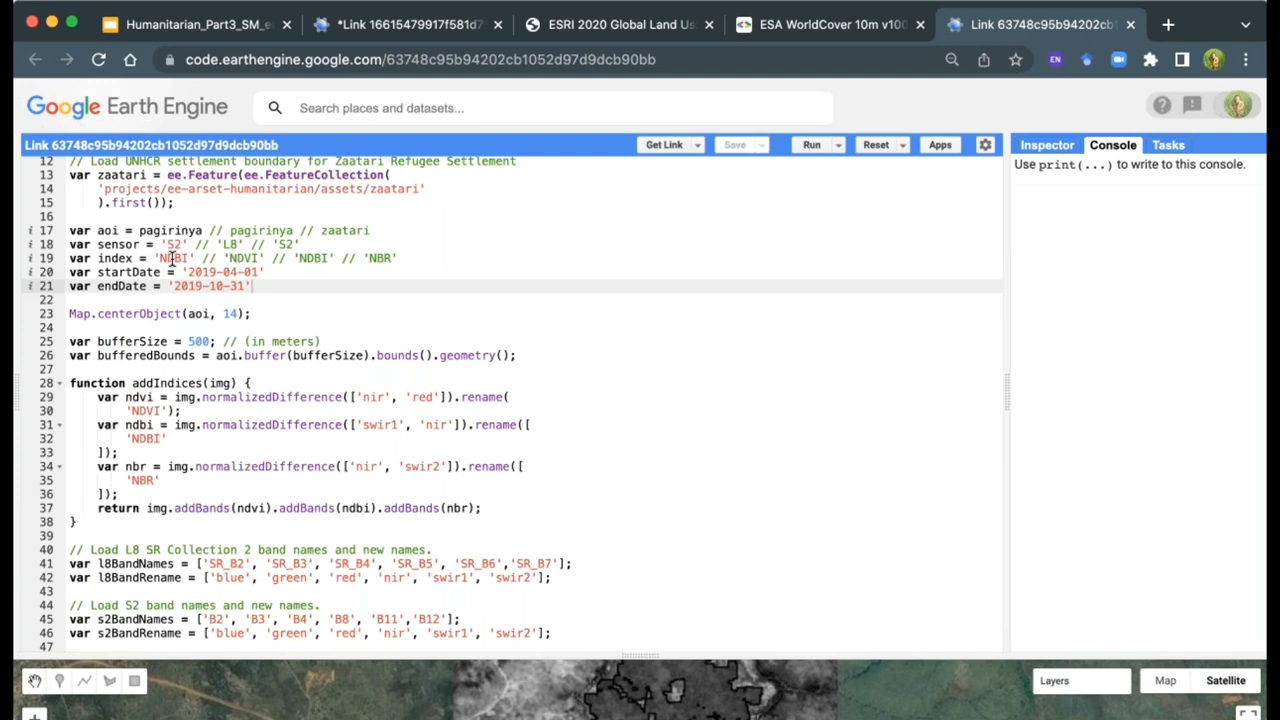 Humanitarian_Part3_SM_e
*Link 16615479917f581d7
ESRI 2020 Global Land Us
ESA WorldCover 10m v100
Link 63748c95b94202cb1
code.earthengine.google.com/63748c95b94202cb1052d97d9dcb90bb
EN
Google Earth Engine
Search places and datasets...
Link 63748c95b94202cb1052d97d9dcb90bb
Get Link
Save
Run
Reset
Apps
Inspector
Console
Tasks
Use print(...) to write to this console.
12 // Load UNHCR settlement boundary for Zaatari Refugee Settlement
13 var zaatari = ee.Feature(ee.FeatureCollection(
14 'projects/ee-arset-humanitarian/assets/zaatari'
15 ).first());
16
i 17 var aoi = pagirinya // pagirinya // zaatari
i 18 var sensor = 'S2' // 'L8' // 'S2'
i 19 var index = 'NDBI' // 'NDVI' // 'NDBI' // 'NBR'
i 20 var startDate = '2019-04-01'
i 21 var endDate = '2019-10-31'
22
23 Map.centerObject(aoi, 14);
24
25 var bufferSize = 500; // (in meters)
26 var bufferedBounds = aoi.buffer(bufferSize).bounds().geometry();
27
28 function addIndices(img) {
29 var ndvi = img.normalizedDifference(['nir', 'red']).rename(
30 'NDVI');
31 var ndbi = img.normalizedDifference(['swir1', 'nir']).rename([
32 'NDBI'
33 ]);
34 var nbr = img.normalizedDifference(['nir', 'swir2']).rename([
35 'NBR'
36 ]);
37 return img.addBands(ndvi).addBands(ndbi).addBands(nbr);
38 }
39
40 // Load L8 SR Collection 2 band names and new names.
41 var l8BandNames = ['SR_B2', 'SR_B3', 'SR_B4', 'SR_B5', 'SR_B6','SR_B7'];
42 var l8BandRename = ['blue', 'green', 'red', 'nir', 'swir1', 'swir2'];
43
44 // Load S2 band names and new names.
45 var s2BandNames = ['B2', 'B3', 'B4', 'B8', 'B11','B12'];
46 var s2BandRename = ['blue', 'green', 'red', 'nir', 'swir1', 'swir2'];
47
Layers
Map
Satellite